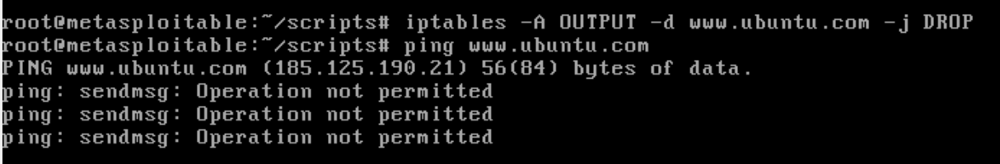 root@metasploitable:~/scripts# iptables -A OUTPUT -d www.ubuntu.com -j DROP
root@metasploitable:~/scripts# ping www.ubuntu.com
PING www.ubuntu.com (185.125.190.21) 56(84) bytes of data.
ping: sendmsg: Operation not permitted
ping: sendmsg: Operation not permitted
ping: sendmsg: Operation not permitted